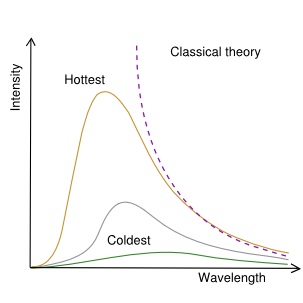 Classical theory
Hottest
Intensity
Coldest
Wavelength